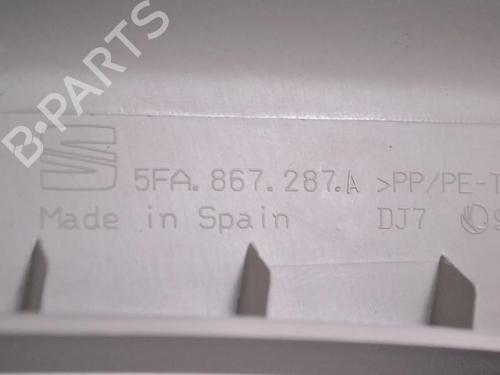 B-PARTS
5FA.867.287.A >PP/PE-T
Made in Spain DJ7